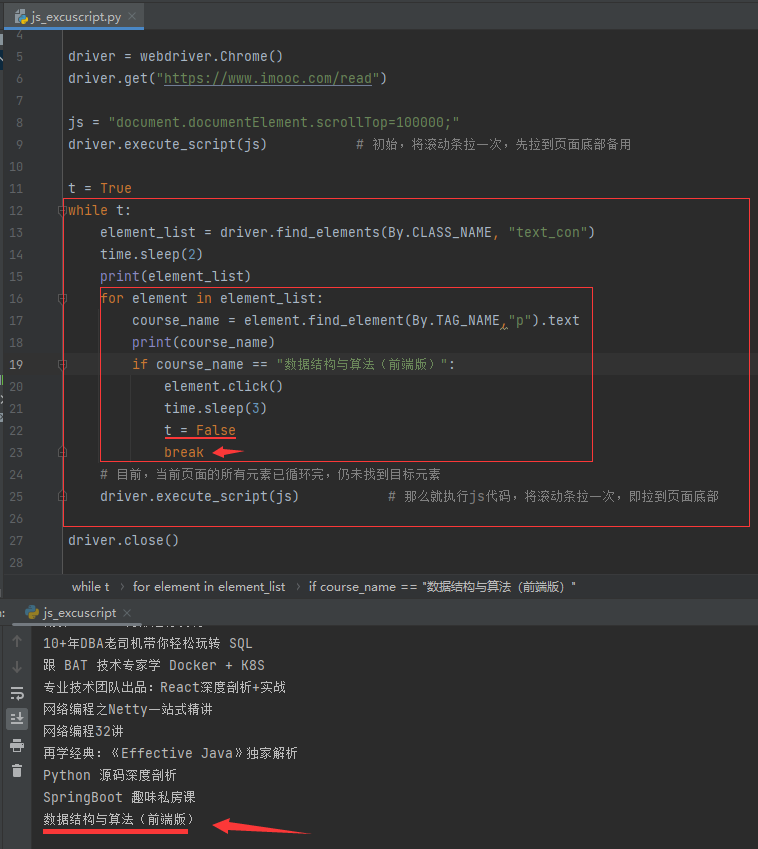 js_excuscript.py
4
5 driver = webdriver.Chrome()
6 driver.get("https://www.imooc.com/read")
7
8 js = "document.documentElement.scrollTop=100000;"
9 driver.execute_script(js) # 初始，将滚动条拉一次，先拉到页面底部备用
10
11 t = True
12 while t:
13 element_list = driver.find_elements(By.CLASS_NAME, "text_con")
14 time.sleep(2)
15 print(element_list)
16 for element in element_list:
17 course_name = element.find_element(By.TAG_NAME,"p").text
18 print(course_name)
19 if course_name == "数据结构与算法（前端版）":
20 element.click()
21 time.sleep(3)
22 t = False
23 break
24 # 目前，当前页面的所有元素已循环完，仍未找到目标元素
25 driver.execute_script(js) # 那么就执行js代码，将滚动条拉一次，即拉到页面底部
26
27 driver.close()
28
while t › for element in element_list › if course_name == "数据结构与算法（前端版）"
js_excuscript
10+年DBA老司机带你轻松玩转 SQL
跟 BAT 技术专家学 Docker + K8S
专业技术团队出品：React深度剖析+实战
网络编程之Netty一站式精讲
网络编程32讲
再学经典：《Effective Java》独家解析
Python 源码深度剖析
SpringBoot 趣味私房课
数据结构与算法（前端版）